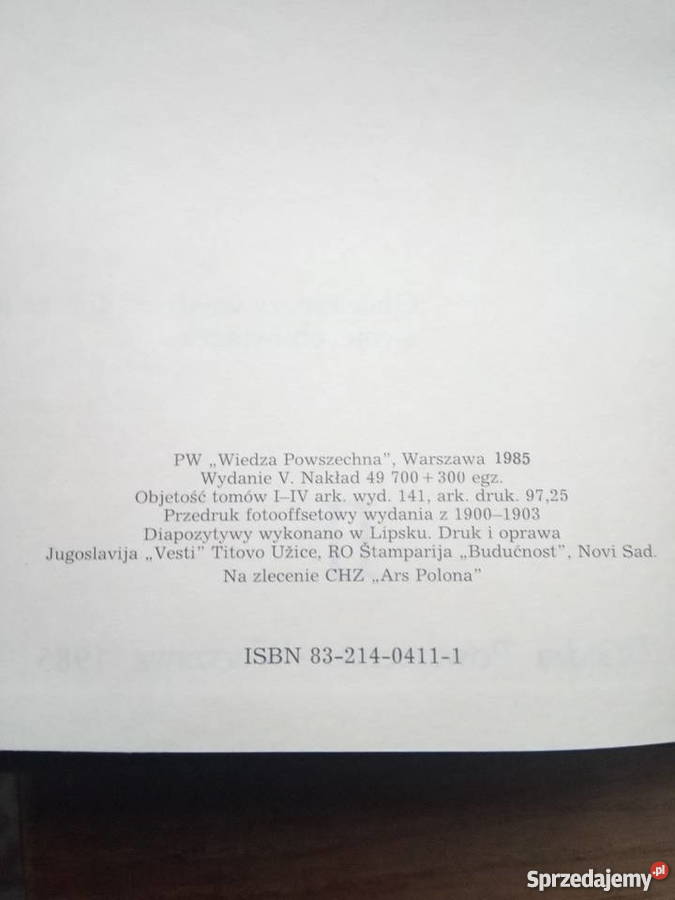 PW „Wiedza Powszechna”, Warszawa 1985
Wydanie V. Nakład 49 700 + 300 egz.
Objetość tomów I–IV ark. wyd. 141, ark. druk. 97,25
Przedruk fotooffsetowy wydania z 1900–1903
Diapozytywy wykonano w Lipsku. Druk i oprawa
Jugoslavija „Vesti” Titovo Užice, RO Štamparija „Budućnost”, Novi Sad.
Na zlecenie CHZ „Ars Polona”
ISBN 83-214-0411-1
Sprzedajemy.pl